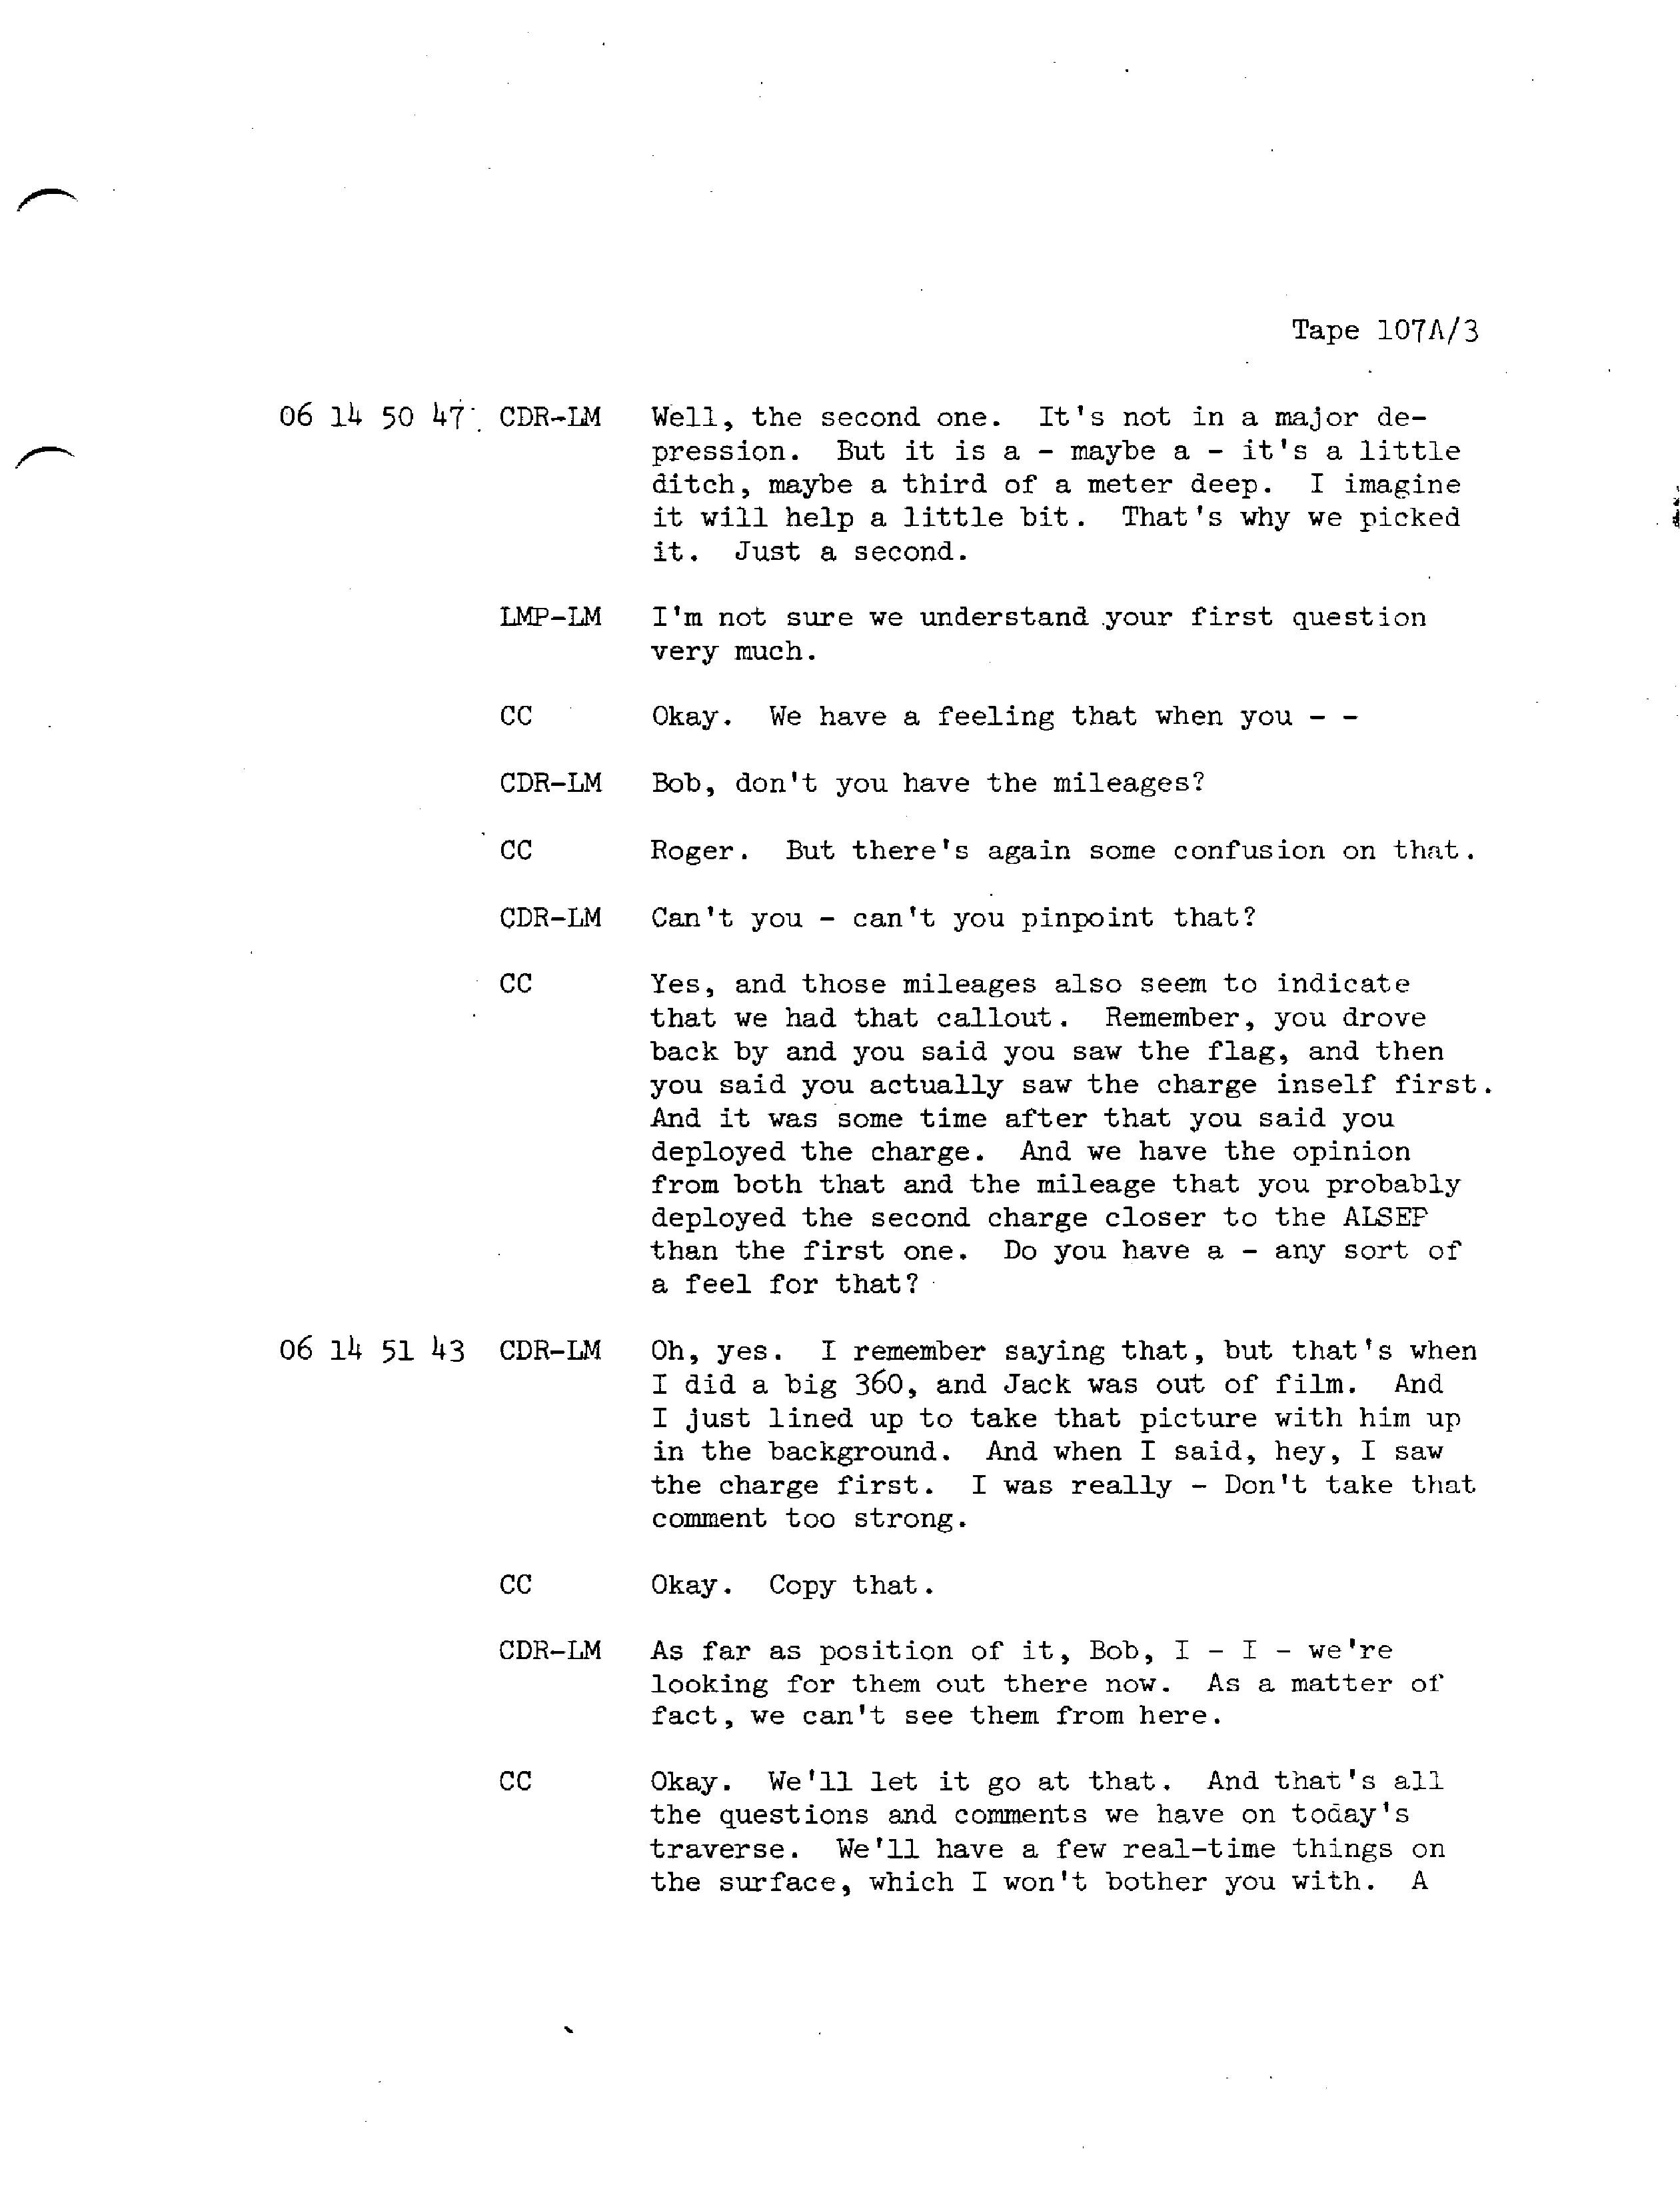 Tape 107A/3
06 14 50 47 CDR-LM Well, the second one. It's not in a major de-
pression. But it is a - maybe a - it's a little
ditch, maybe a third of a meter deep. I imagine
it will help a little bit. That's why we picked
it. Just a second.
LMP-LM I'm not sure we understand your first question
very much.
CC Okay. We have a feeling that when you - -
CDR-LM Bob, don't you have the mileages?
CC Roger. But there's again some confusion on that.
CDR-LM Can't you - can't you pinpoint that?
CC Yes, and those mileages also seem to indicate
that we had that callout. Remember, you drove
back by and you said you saw the flag, and then
you said you actually saw the charge inself first.
And it was some time after that you said you
deployed the charge. And we have the opinion
from both that and the mileage that you probably
deployed the second charge closer to the ALSEP
than the first one. Do you have a - any sort of
a feel for that?
06 14 51 43 CDR-LM Oh, yes. I remember saying that, but that's when
I did a big 360, and Jack was out of film. And
I just lined up to take that picture with him up
in the background. And when I said, hey, I saw
the charge first. I was really - Don't take that
comment too strong.
CC Okay. Copy that.
CDR-LM As far as position of it, Bob, I - I - we're
looking for them out there now. As a matter of
fact, we can't see them from here.
CC Okay. We'll let it go at that. And that's all
the questions and comments we have on today's
traverse. We'll have a few real-time things on
the surface, which I won't bother you with. A